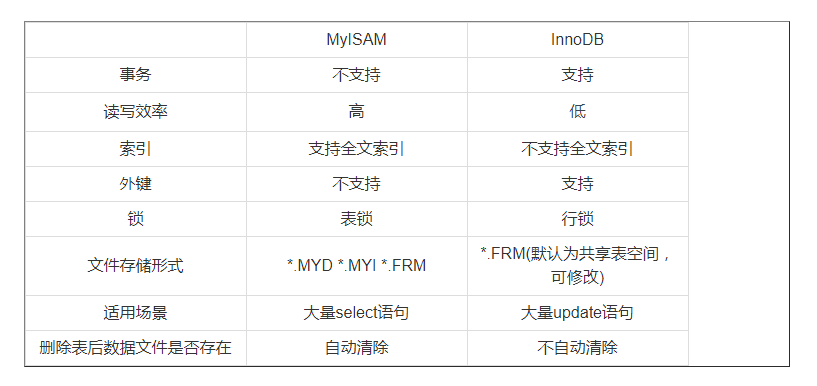 MyISAM InnoDB
事务 不支持 支持
读写效率 高 低
索引 支持全文索引 不支持全文索引
外键 不支持 支持
锁 表锁 行锁
文件存储形式 *.MYD *.MYI *.FRM *.FRM(默认为共享表空间，
可修改)
适用场景 大量select语句 大量update语句
删除表后数据文件是否存在 自动清除 不自动清除